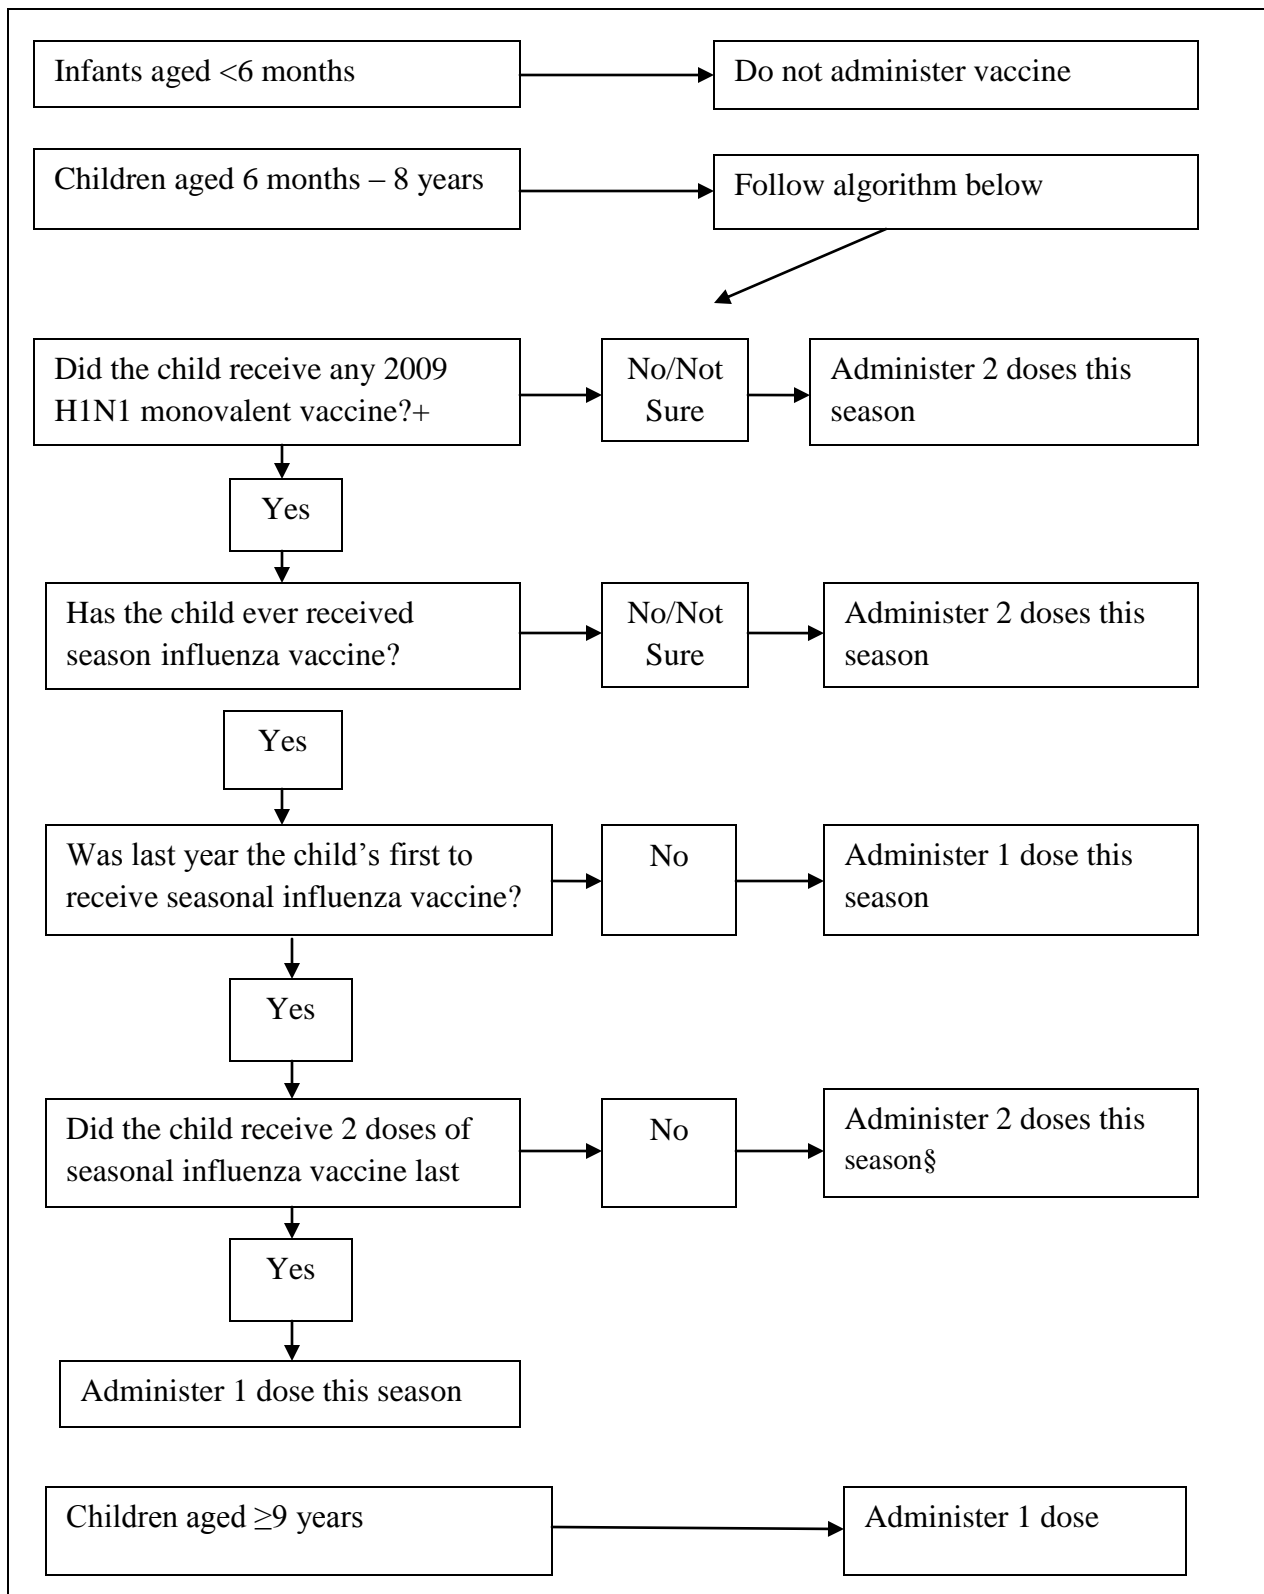 Infants aged <6 months
Do not administer vaccine
Children aged 6 months – 8 years
Follow algorithm below
Did the child receive any 2009
H1N1 monovalent vaccine?+
No/Not
Sure
Administer 2 doses this
season
Yes
Has the child ever received
season influenza vaccine?
No/Not
Sure
Administer 2 doses this
season
Yes
Was last year the child’s first to
receive seasonal influenza vaccine?
No
Administer 1 dose this
season
Yes
Did the child receive 2 doses of
seasonal influenza vaccine last
No
Administer 2 doses this
season§
Yes
Administer 1 dose this season
Children aged ≥9 years
Administer 1 dose